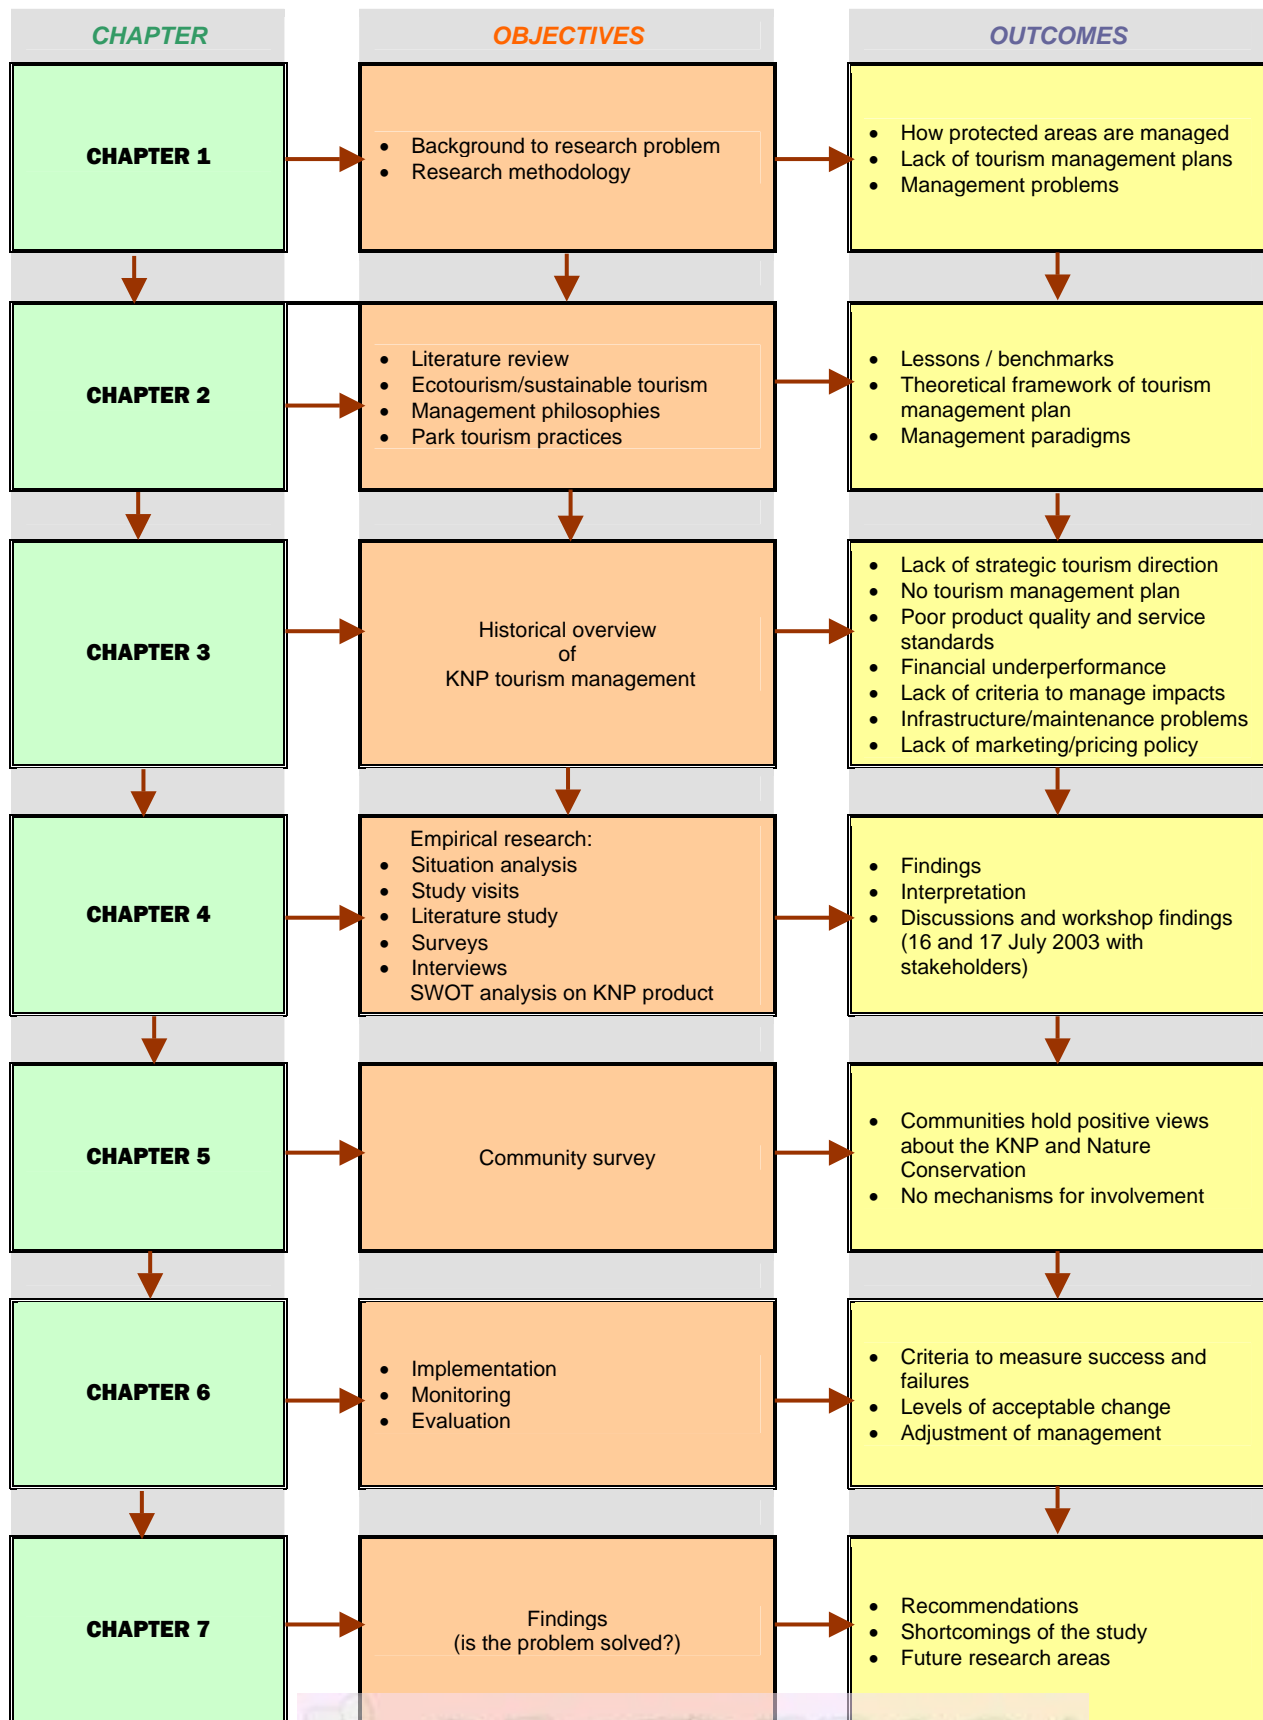 CHAPTER
OBJECTIVES
OUTCOMES
CHAPTER 1
• Background to research problem
• Research methodology
• How protected areas are managed
• Lack of tourism management plans
• Management problems
CHAPTER 2
• Literature review
• Ecotourism/sustainable tourism
• Management philosophies
• Park tourism practices
• Lessons / benchmarks
• Theoretical framework of tourism
management plan
• Management paradigms
CHAPTER 3
Historical overview
of
KNP tourism management
• Lack of strategic tourism direction
• No tourism management plan
• Poor product quality and service
standards
• Financial underperformance
• Lack of criteria to manage impacts
• Infrastructure/maintenance problems
• Lack of marketing/pricing policy
CHAPTER 4
Empirical research:
• Situation analysis
• Study visits
• Literature study
• Surveys
• Interviews
SWOT analysis on KNP product
• Findings
• Interpretation
• Discussions and workshop findings
(16 and 17 July 2003 with
stakeholders)
CHAPTER 5
Community survey
• Communities hold positive views
about the KNP and Nature
Conservation
• No mechanisms for involvement
CHAPTER 6
• Implementation
• Monitoring
• Evaluation
• Criteria to measure success and
failures
• Levels of acceptable change
• Adjustment of management
CHAPTER 7
Findings
(is the problem solved?)
• Recommendations
• Shortcomings of the study
• Future research areas